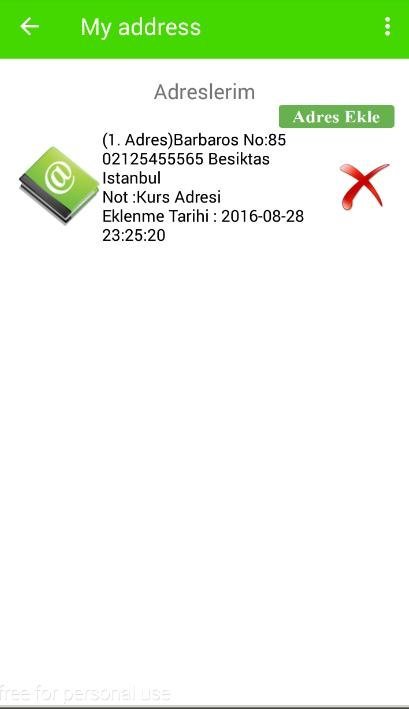 My address
Adreslerim
Adres Ekle
(1. Adres)Barbaros No:85
02125455565 Besiktas
Istanbul
Not :Kurs Adresi
Eklenme Tarihi : 2016-08-28
23:25:20
@
free for personal use